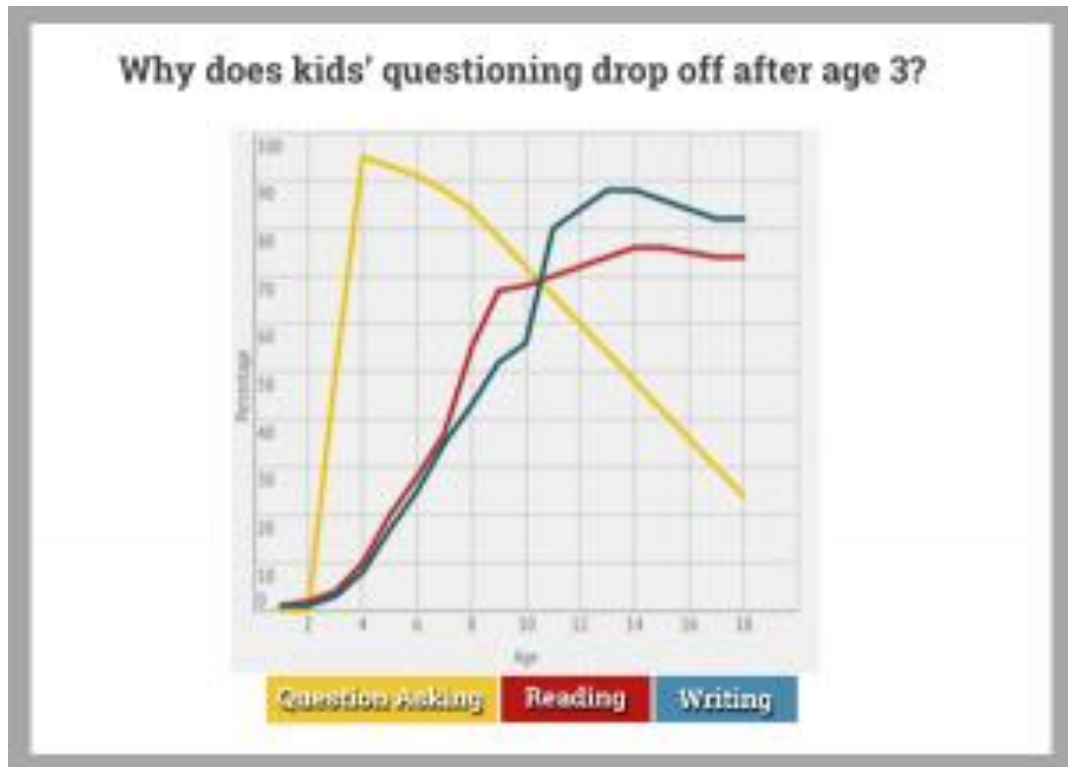 Why does kids' questioning drop off after age 3?
100
90
80
70
60
50
40
30
20
10
0
Percentage
2 4 6 8 10 12 14 16 18
Age
Question Asking Reading Writing